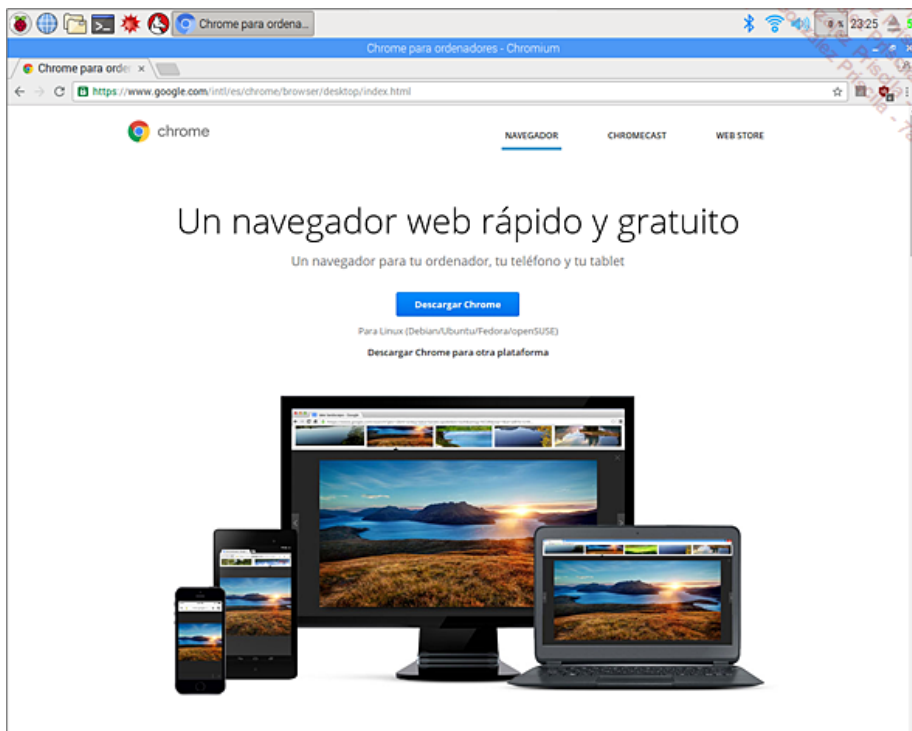 Chrome para ordena...
23:25
Chrome para ordenadores - Chromium
Chrome para orde
https://www.google.com/intl/es/chrome/browser/desktop/index.html
chrome
NAVEGADOR CHROMECAST WEB STORE
Un navegador web rápido y gratuito
Un navegador para tu ordenador, tu teléfono y tu tablet
Descargar Chrome
Para Linux (Debian/Ubuntu/Fedora/openSUSE)
Descargar Chrome para otra plataforma